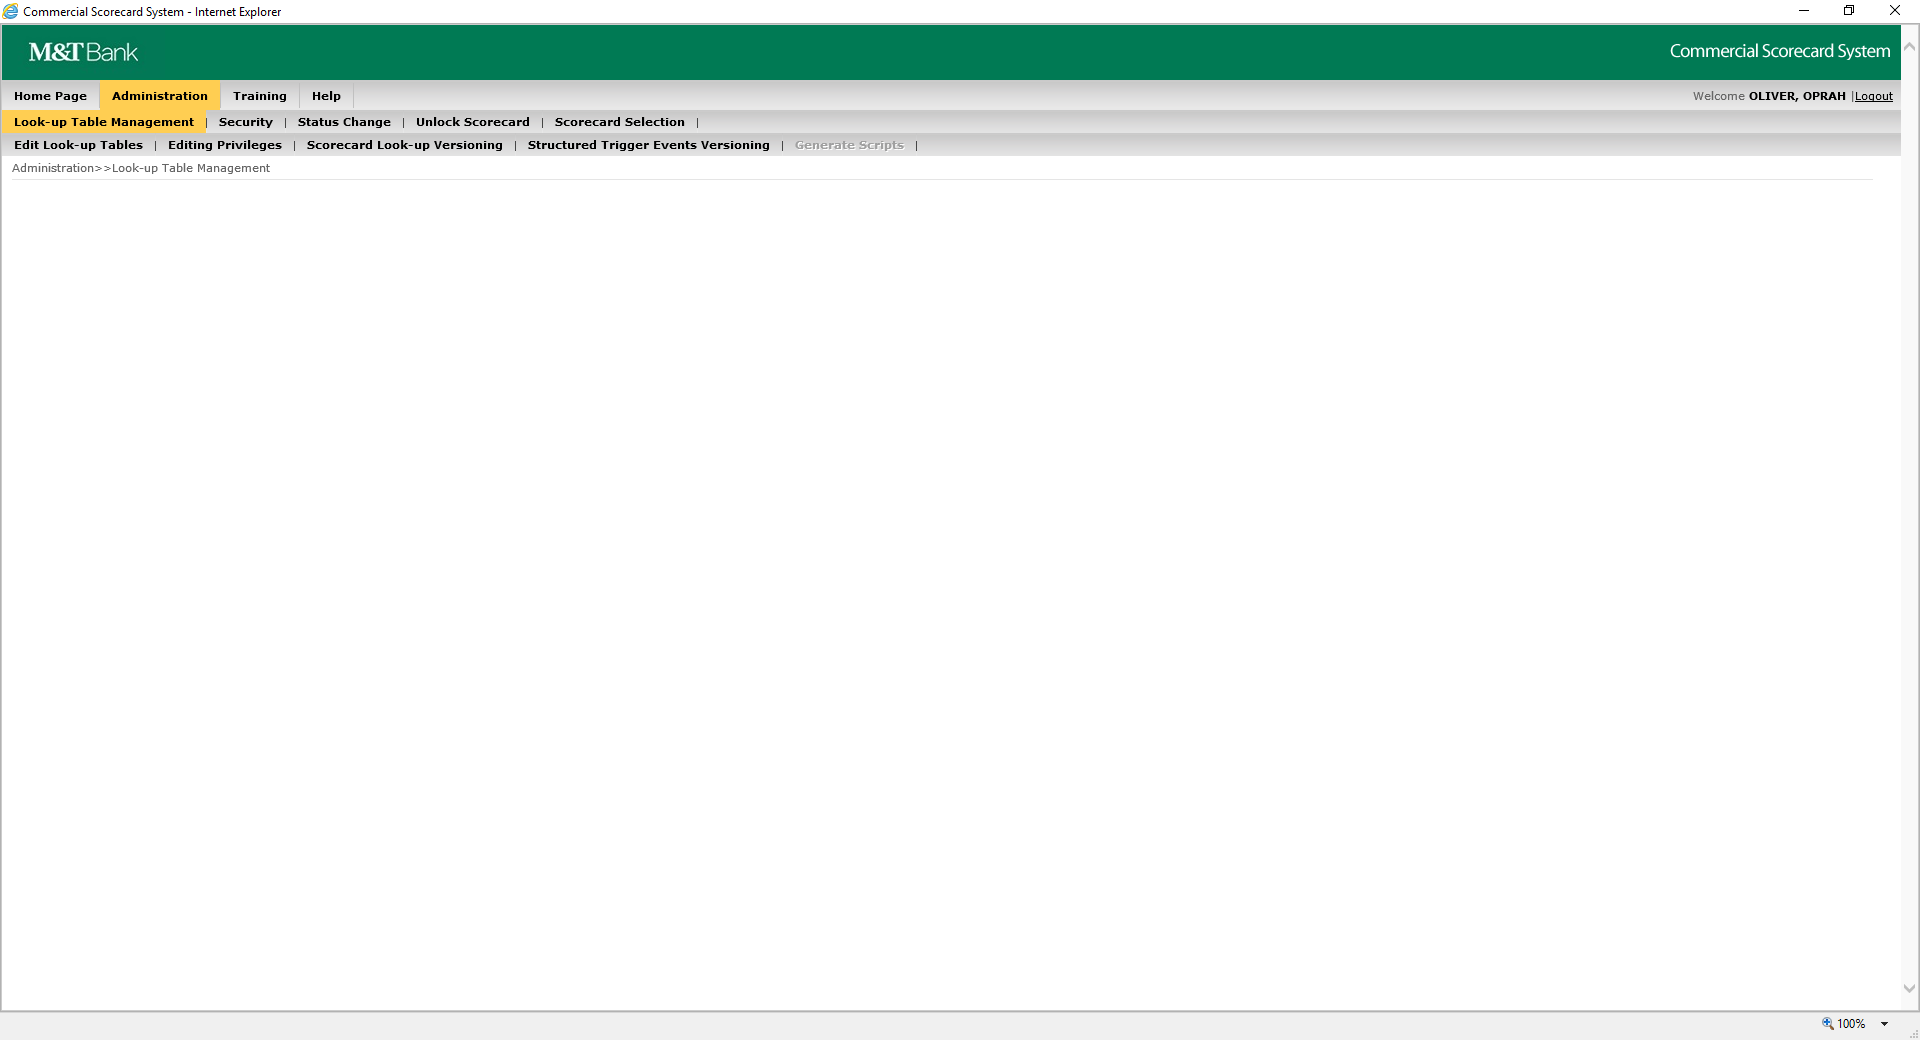 Commercial Scorecard System - Internet Explorer
M&T Bank
Commercial Scorecard System
Home Page Administration Training Help Welcome OLIVER, OPRAH |Logout
Look-up Table Management | Security | Status Change | Unlock Scorecard | Scorecard Selection |
Edit Look-up Tables | Editing Privileges | Scorecard Look-up Versioning | Structured Trigger Events Versioning | Generate Scripts |
Administration>>Look-up Table Management
100%